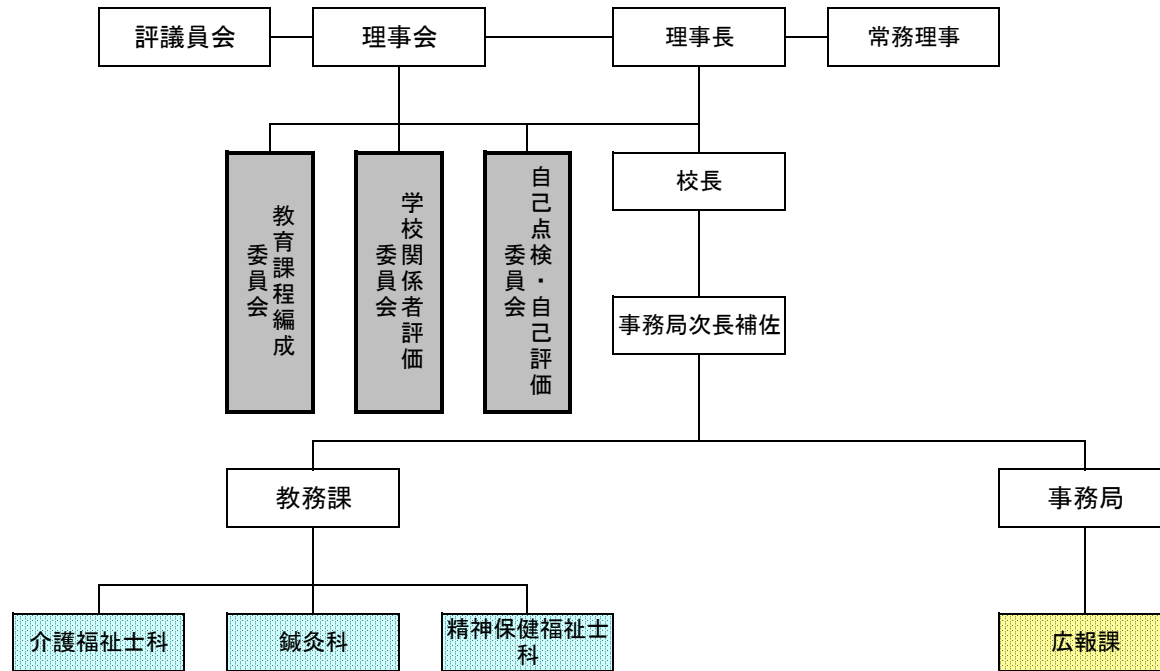 評議員会
理事会
理事長
常務理事
教育課程編成
委員会
学校関係者評価
委員会
自己点検・自己評価
委員会
校長
事務局次長補佐
教務課
事務局
介護福祉士科
鍼灸科
精神保健福祉士
科
広報課